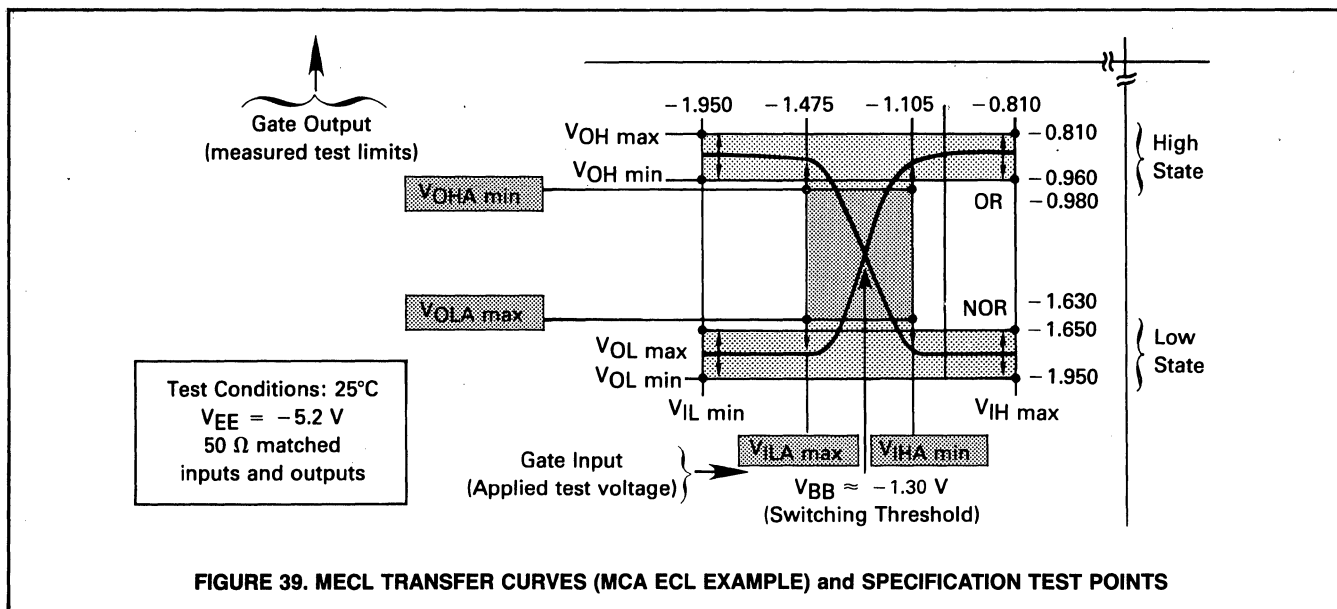 -1.950 -1.475 -1.105 -0.810
Gate Output
(measured test limits)
VOH max
-0.810
High
State
VOH min
-0.960
VOHA min
OR
-0.980
VOLA max
NOR
-1.630
-1.650
Low
State
VOL max
VOL min
-1.950
VIL min
VIH max
Test Conditions: 25°C
VEE = -5.2 V
50 Ω matched
inputs and outputs
Gate Input
(Applied test voltage)
VILA max
VIHA min
VBB ≈ -1.30 V
(Switching Threshold)
FIGURE 39. MECL TRANSFER CURVES (MCA ECL EXAMPLE) and SPECIFICATION TEST POINTS